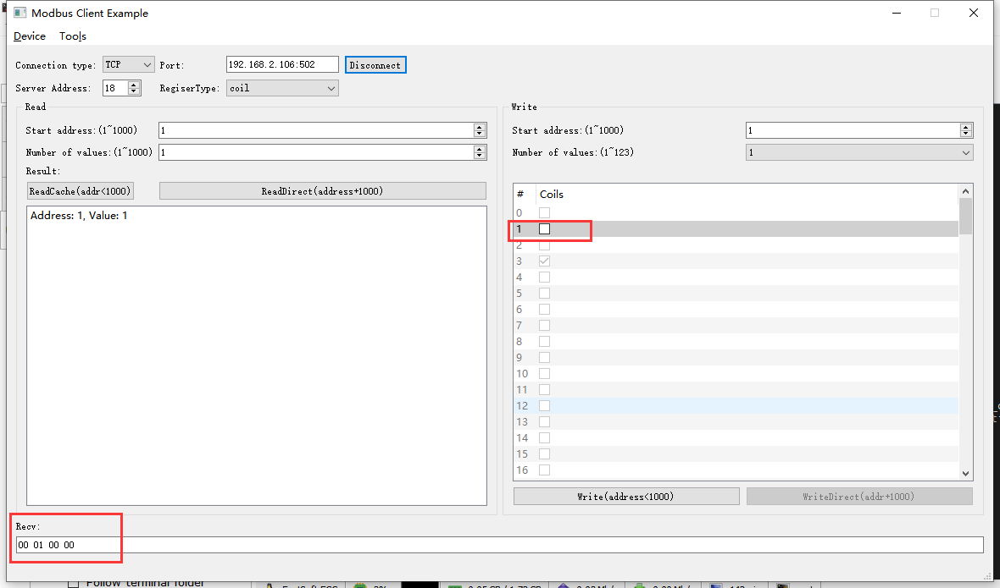 Modbus Client Example
Device Tools
Connection type: TCP Port: 192.168.2.106:502 Disconnect
Server Address: 18 RegiserType: coil
Read
Start address:(1~1000) 1
Number of values:(1~1000) 1
Result:
ReadCache(addr<1000) ReadDirect(address+1000)
Address: 1, Value: 1
Write
Start address:(1~1000) 1
Number of values:(1~123) 1
# Coils
0
1
2
3
4
5
6
7
8
9
10
11
12
13
14
15
16
Write(address<1000) WriteDirect(addr+1000)
Recv:
00 01 00 00
Follow terminal folder